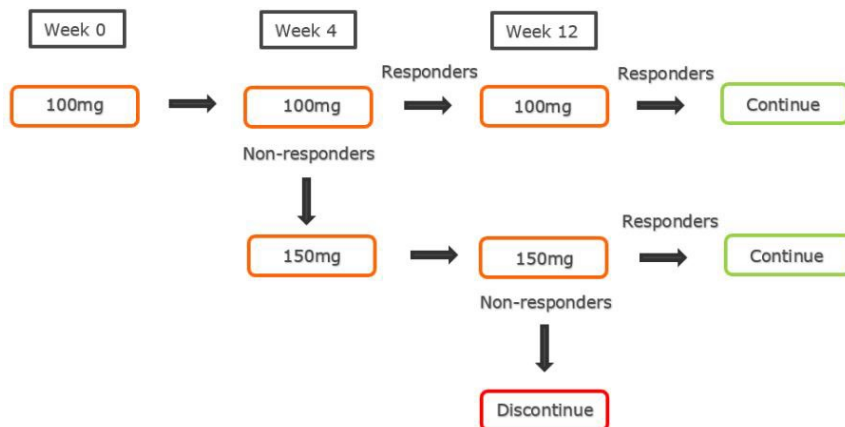 Week 0
Week 4
Week 12
Responders
Responders
100mg
100mg
100mg
Continue
Non-responders
Responders
150mg
150mg
Continue
Non-responders
Discontinue